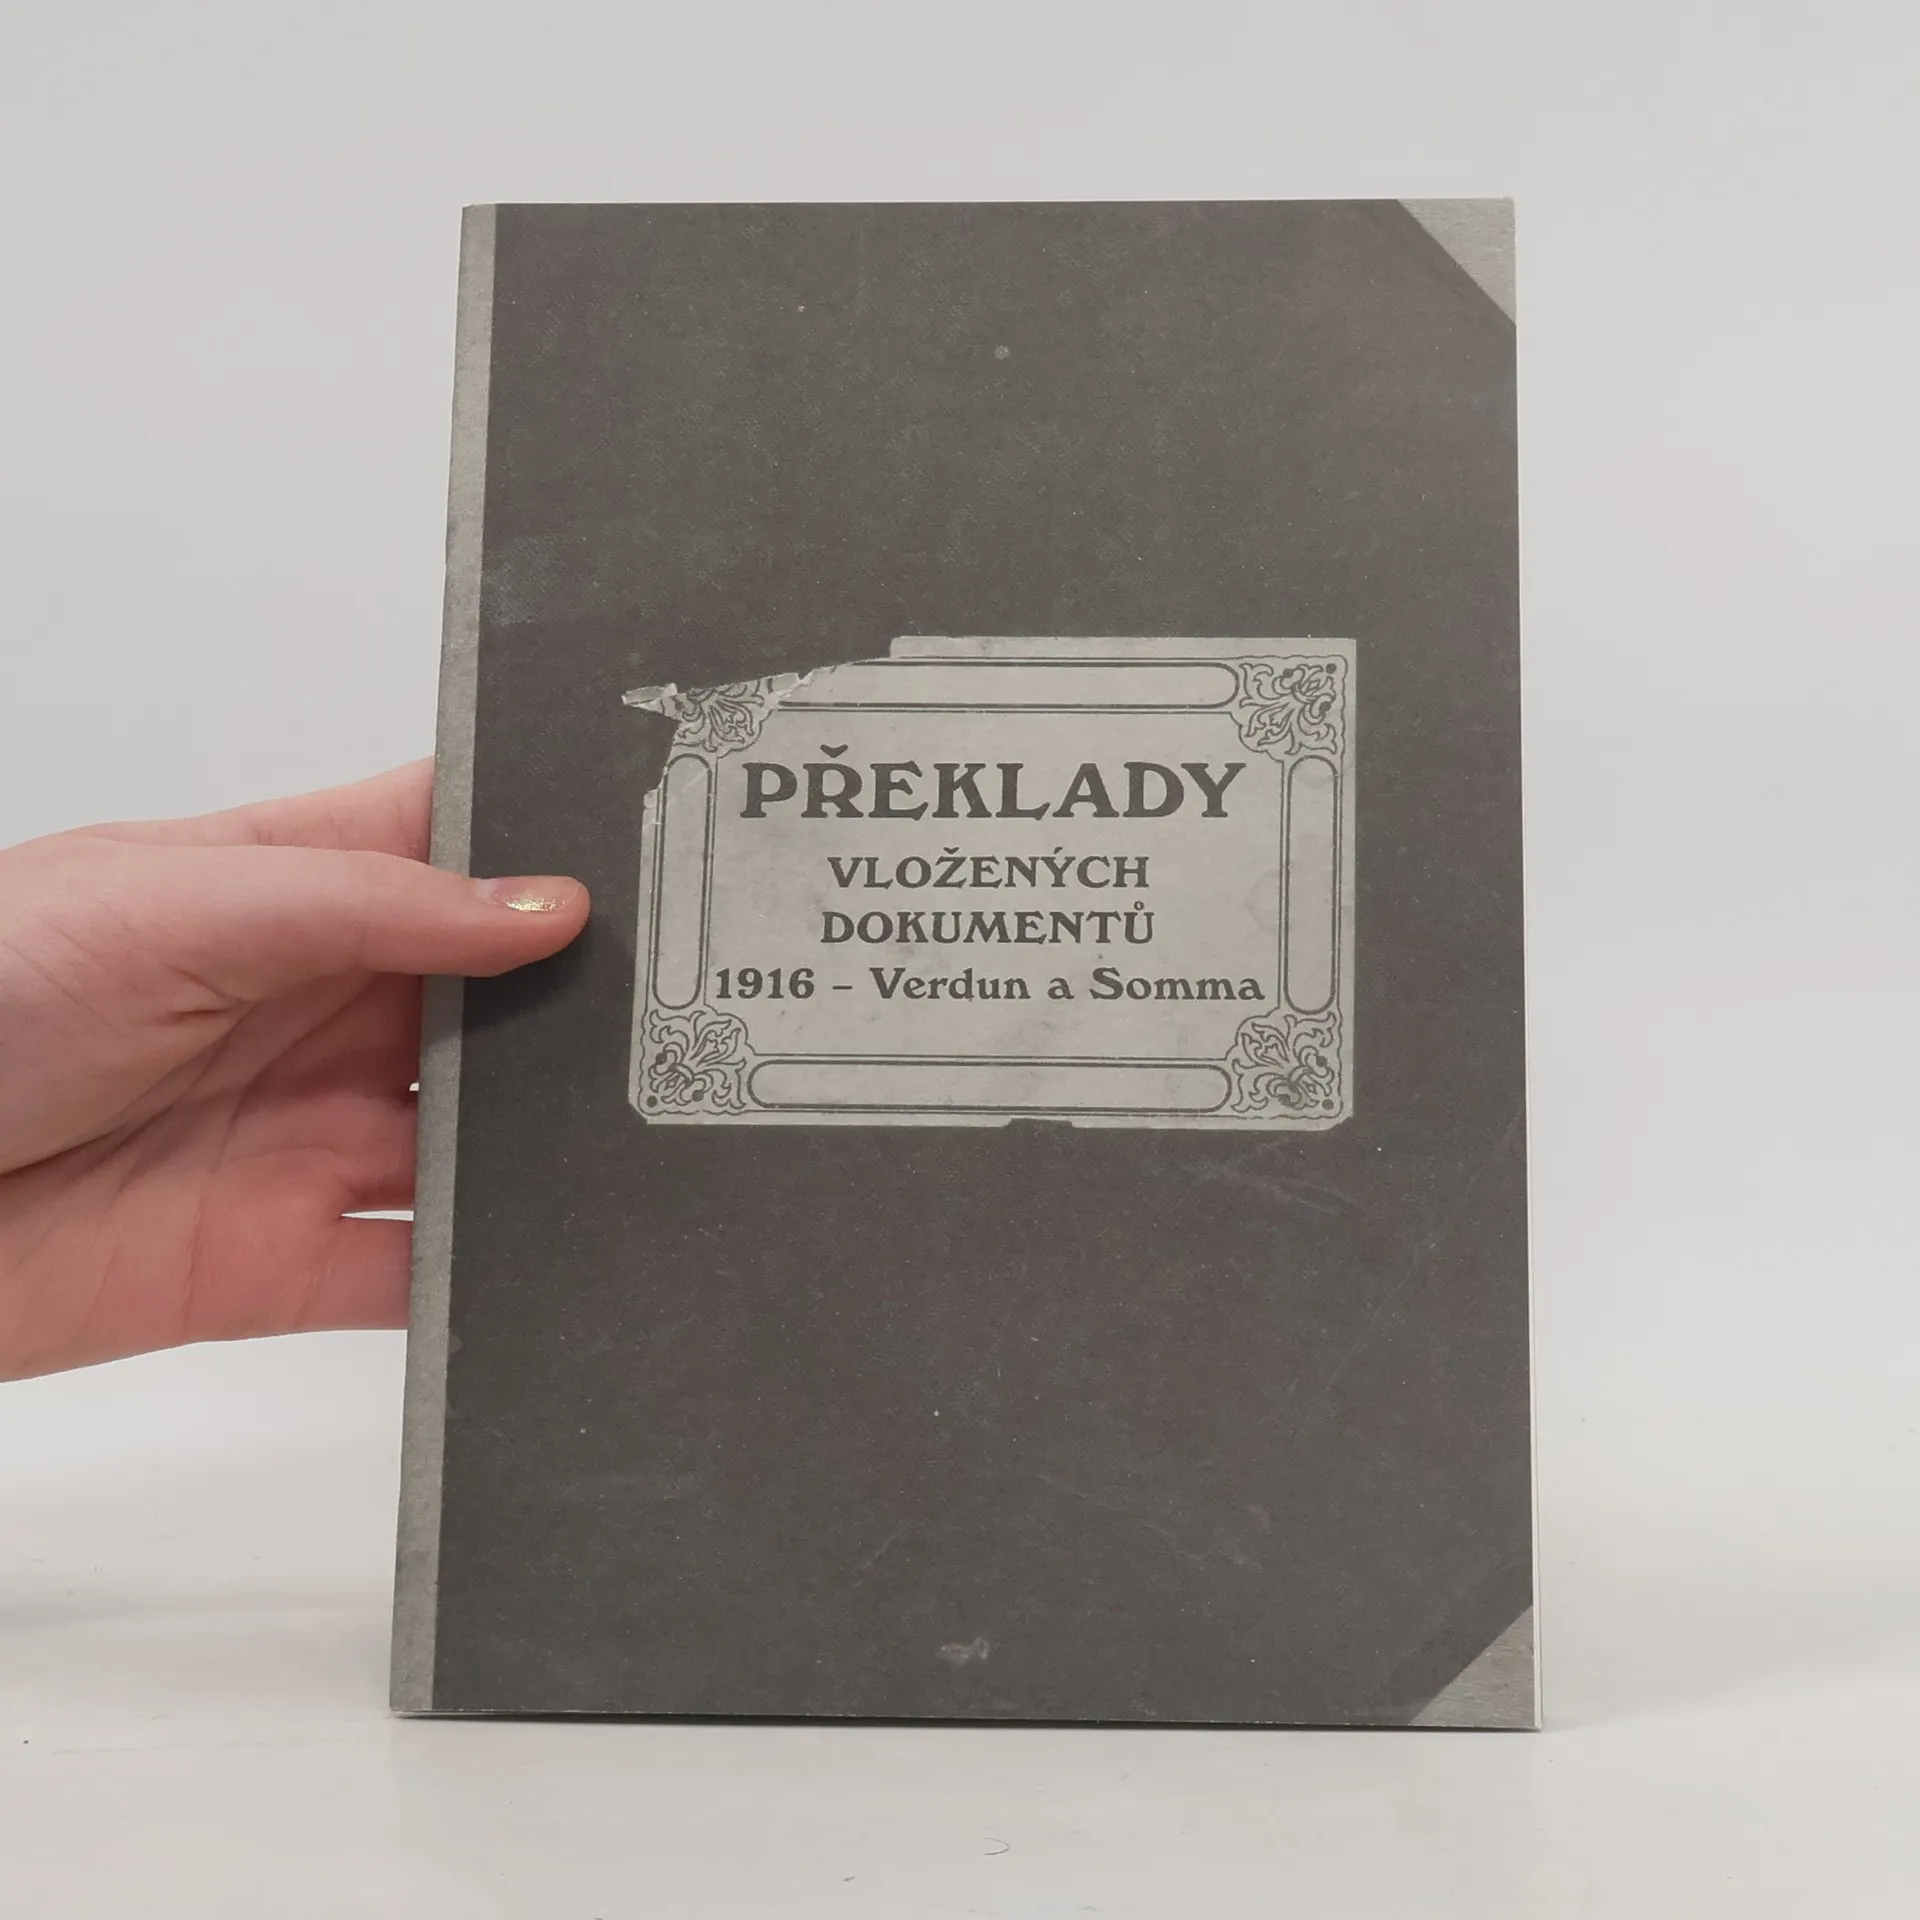 PŘEKLADY
VLOŽENÝCH
DOKUMENTŮ
1916 – Verdun a Somma